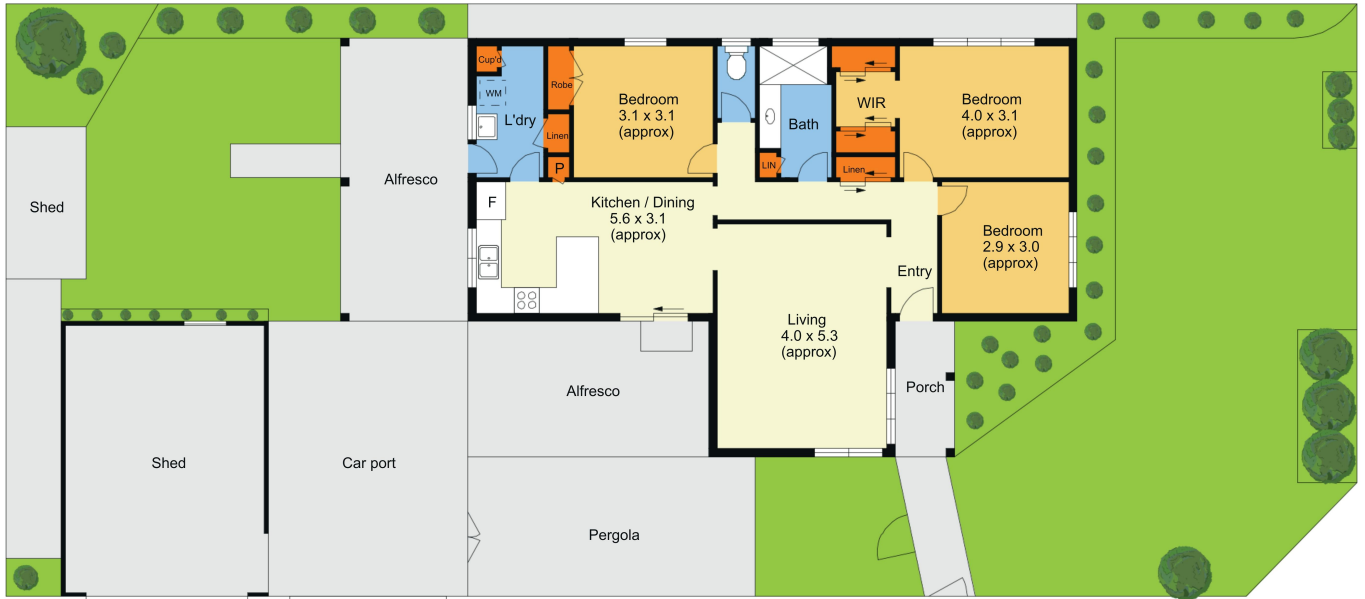 Cup'd
WM
L'dry
Robe
Linen
P
Bedroom
3.1 x 3.1
(approx)
Bath
LIN
WIR
Linen
Bedroom
4.0 x 3.1
(approx)
Shed
Alfresco
F
Kitchen / Dining
5.6 x 3.1
(approx)
Bedroom
2.9 x 3.0
(approx)
Entry
Living
4.0 x 5.3
(approx)
Alfresco
Porch
Shed
Car port
Pergola